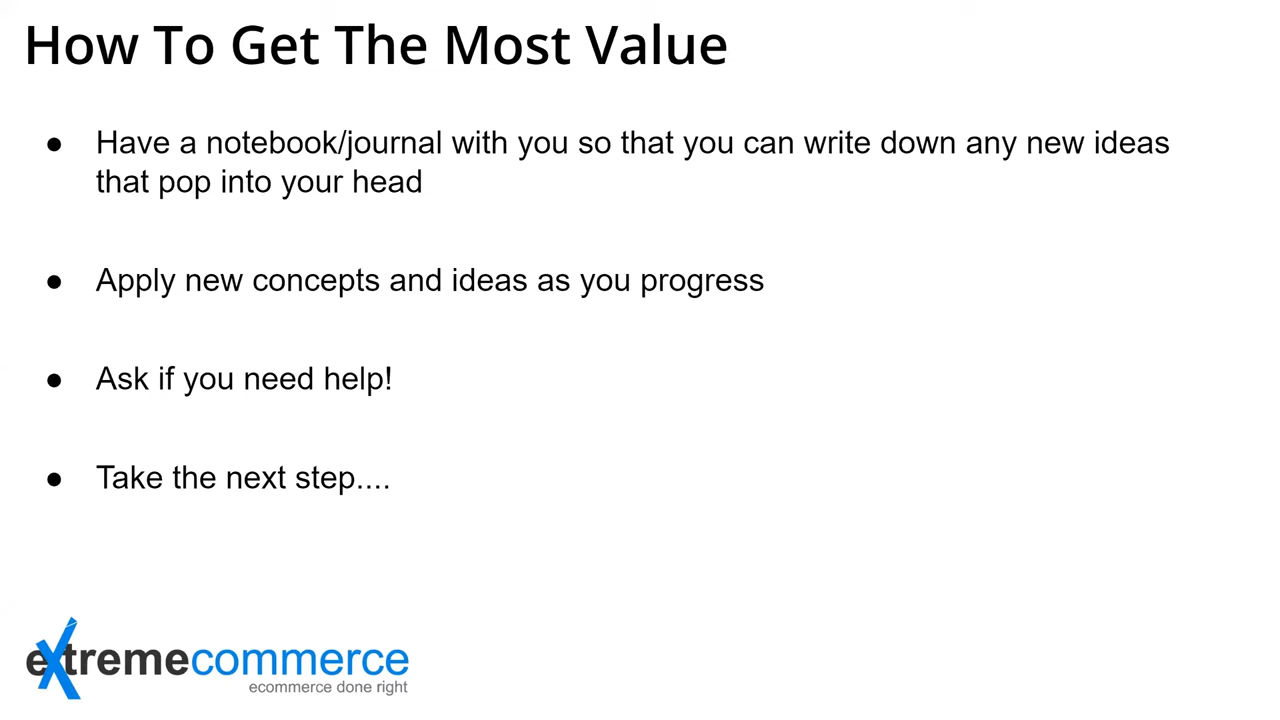 How To Get The Most Value
● Have a notebook/journal with you so that you can write down any new ideas
that pop into your head
● Apply new concepts and ideas as you progress
● Ask if you need help!
● Take the next step....
extremecommerce
ecommerce done right